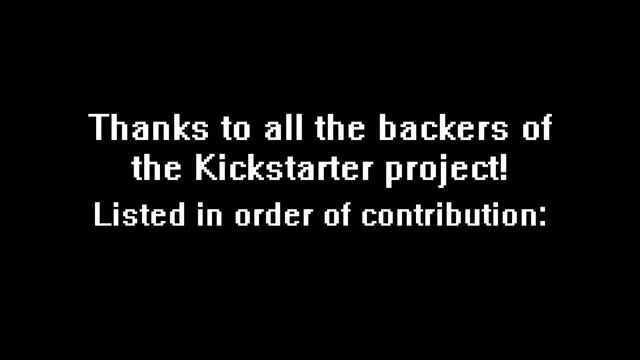 Thanks to all the backers of
the Kickstarter project!
Listed in order of contribution: